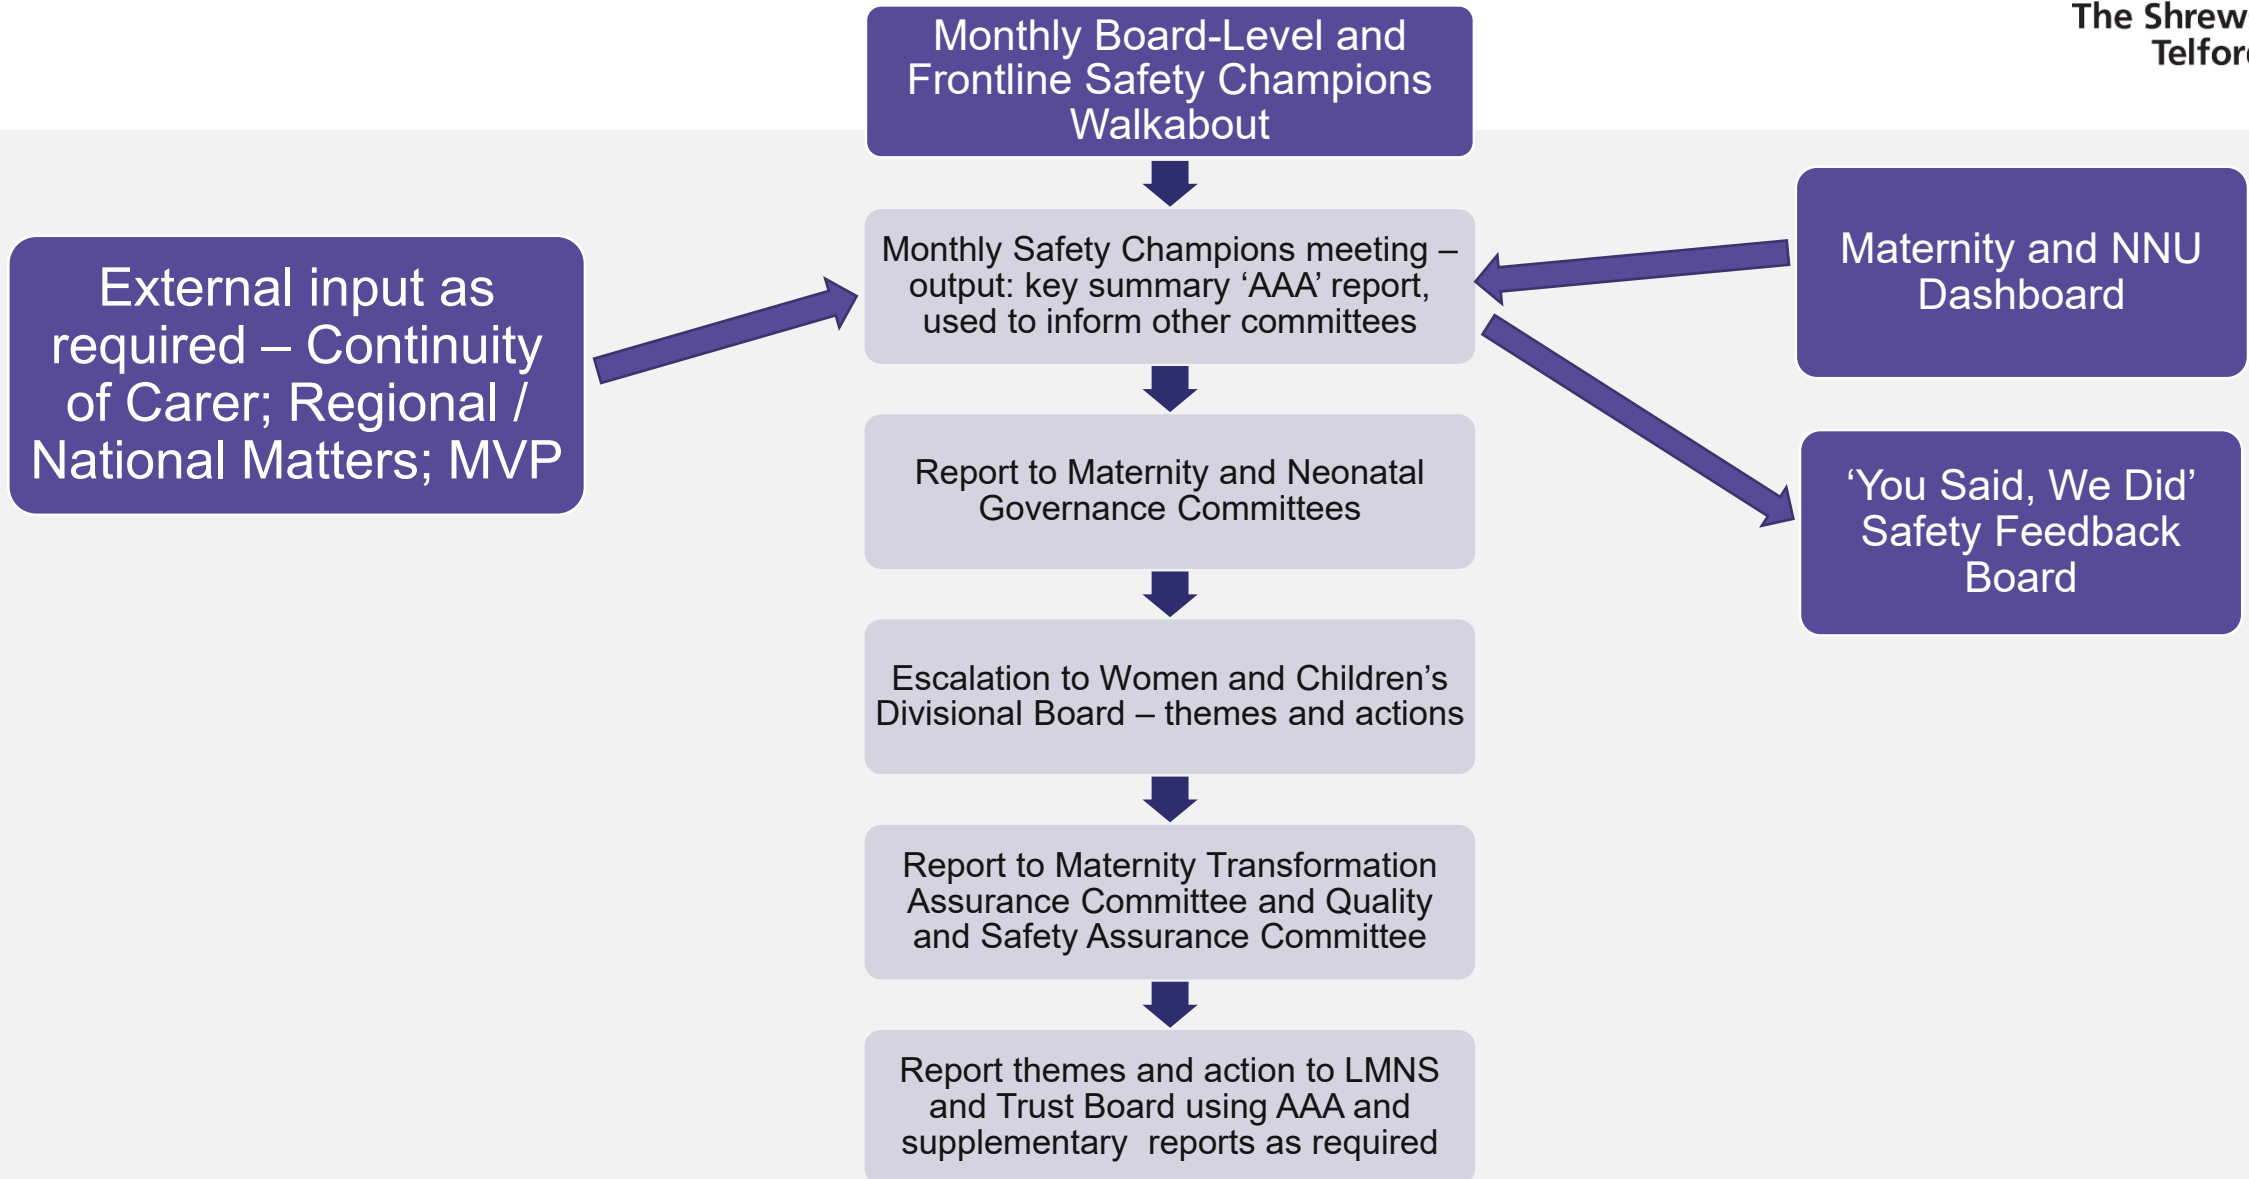 The Shrew
Telfor
Monthly Board-Level and
Frontline Safety Champions
Walkabout
External input as
required – Continuity
of Carer; Regional /
National Matters; MVP
Monthly Safety Champions meeting –
output: key summary ‘AAA’ report,
used to inform other committees
Maternity and NNU
Dashboard
‘You Said, We Did’
Safety Feedback
Board
Report to Maternity and Neonatal
Governance Committees
Escalation to Women and Children’s
Divisional Board – themes and actions
Report to Maternity Transformation
Assurance Committee and Quality
and Safety Assurance Committee
Report themes and action to LMNS
and Trust Board using AAA and
supplementary  reports as required